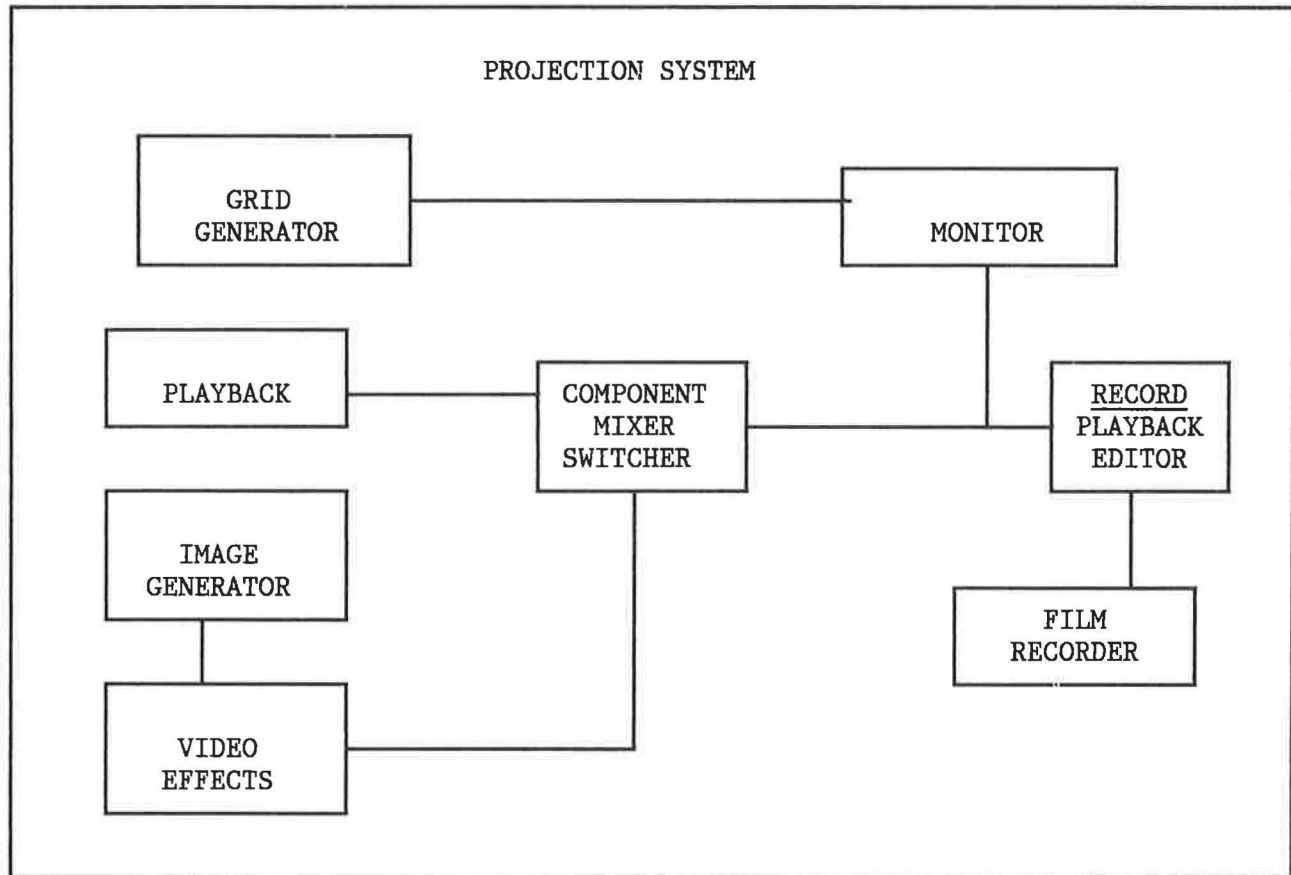 PROJECTION SYSTEM
GRID
GENERATOR
MONITOR
PLAYBACK
COMPONENT
MIXER
SWITCHER
RECORD
PLAYBACK
EDITOR
IMAGE
GENERATOR
FILM
RECORDER
VIDEO
EFFECTS